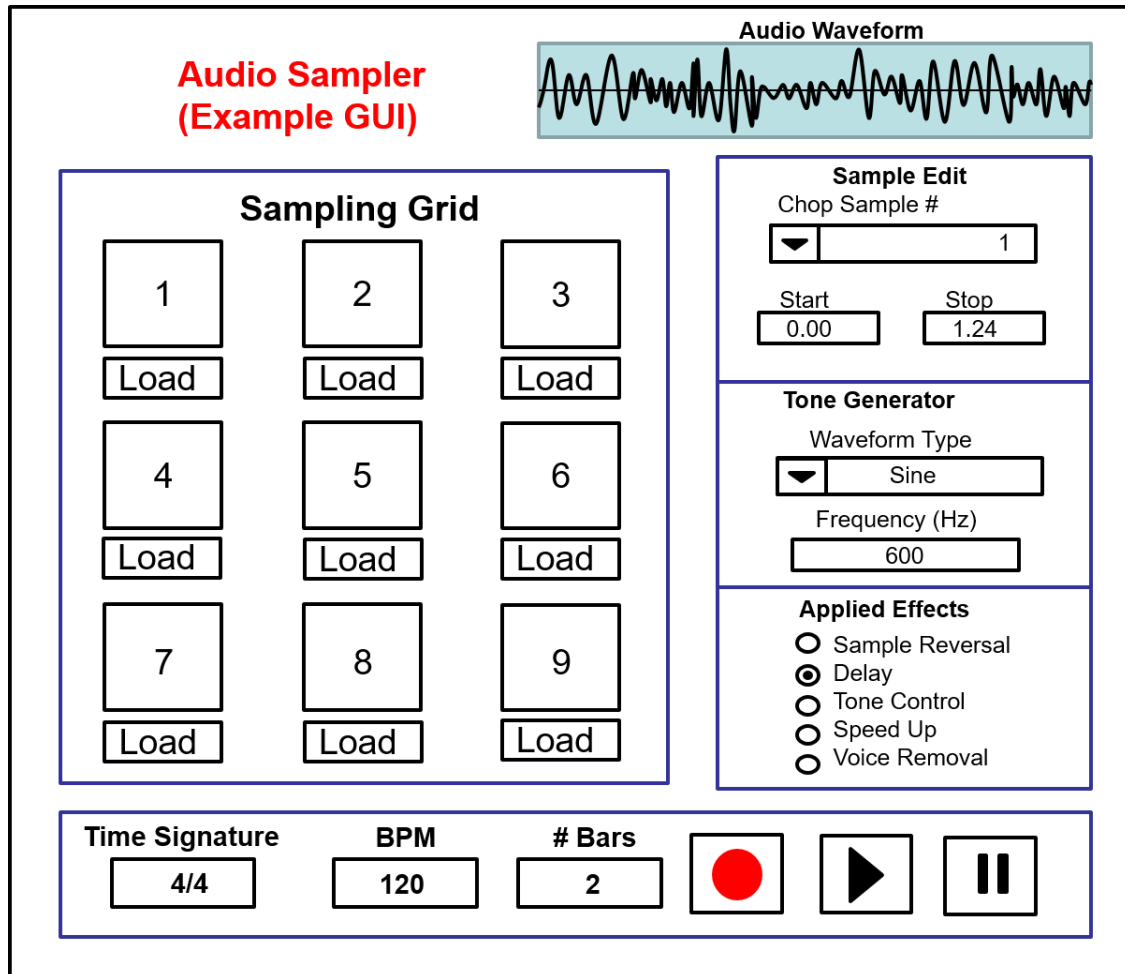 Audio Waveform
Audio Sampler
(Example GUI)
Sampling Grid
1
2
3
Load
Load
Load
4
5
6
Load
Load
Load
7
8
9
Load
Load
Load
Sample Edit
Chop Sample #
1
Start
Stop
0.00
1.24
Tone Generator
Waveform Type
Sine
Frequency (Hz)
600
Applied Effects
Sample Reversal
Delay
Tone Control
Speed Up
Voice Removal
Time Signature
BPM
# Bars
4/4
120
2